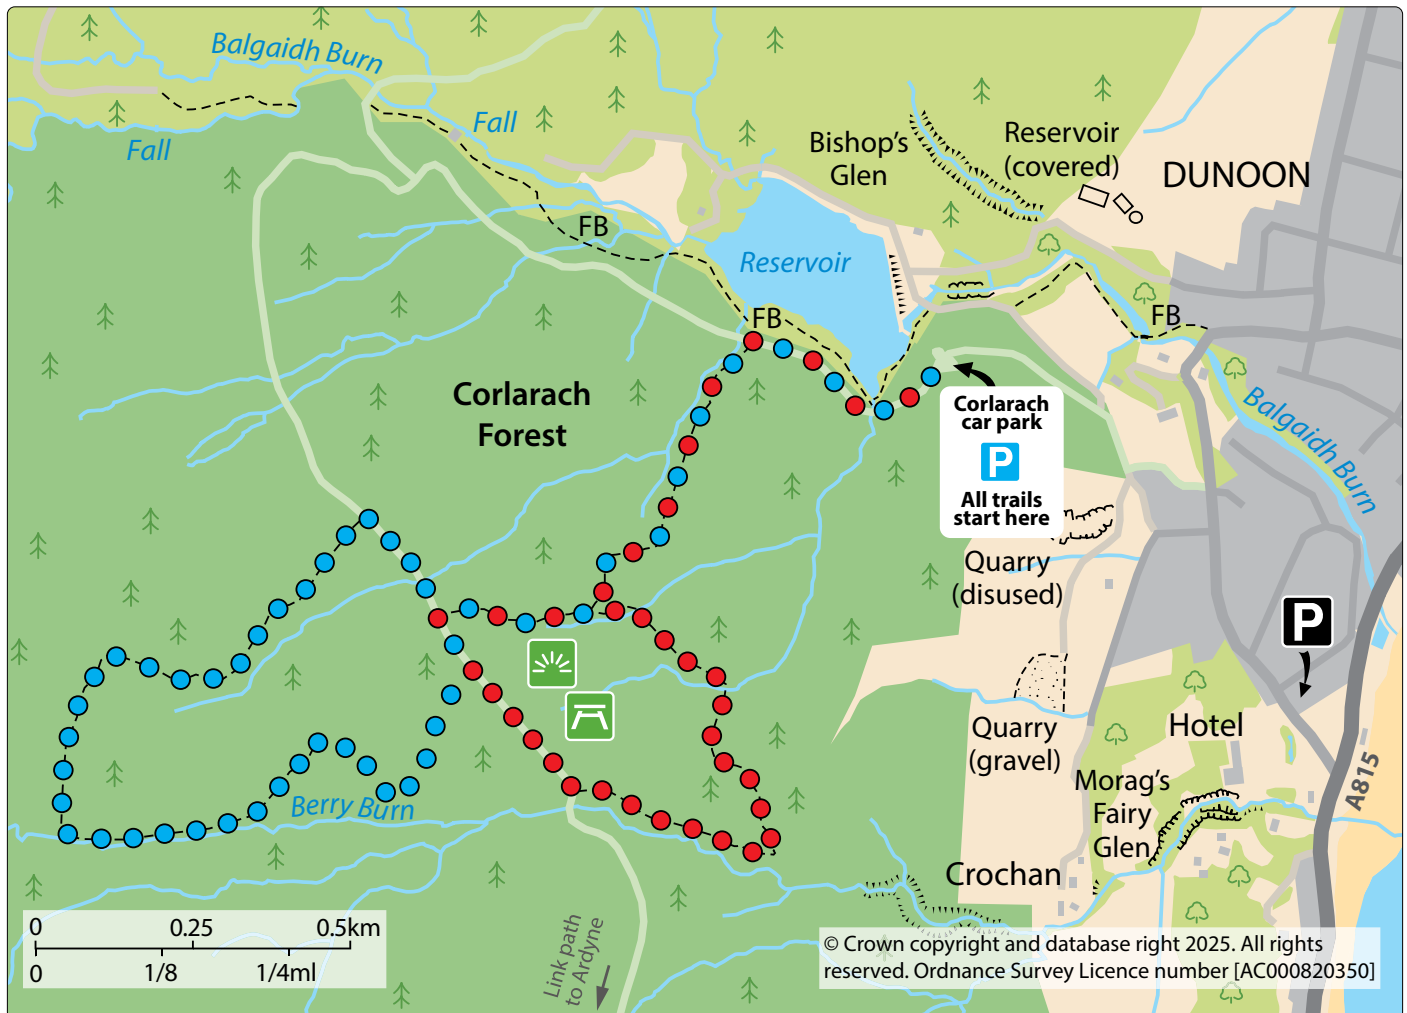 Balgaidh Burn
Fall
Fall
Bishop's
Glen
Reservoir
(covered)
DUNOON
FB
Reservoir
FB
FB
Corlarach
Forest
Corlarach
car park
P
All trails
start here
Balgaidh Burn
Quarry
(disused)
P
Quarry
(gravel)
Hotel
Morag's
Fairy
Glen
A815
Berry Burn
Crochan
Link path
to Ardyne
0 0.25 0.5km
0 1/8 1/4ml
© Crown copyright and database right 2025. All rights
reserved. Ordnance Survey Licence number [AC000820350]